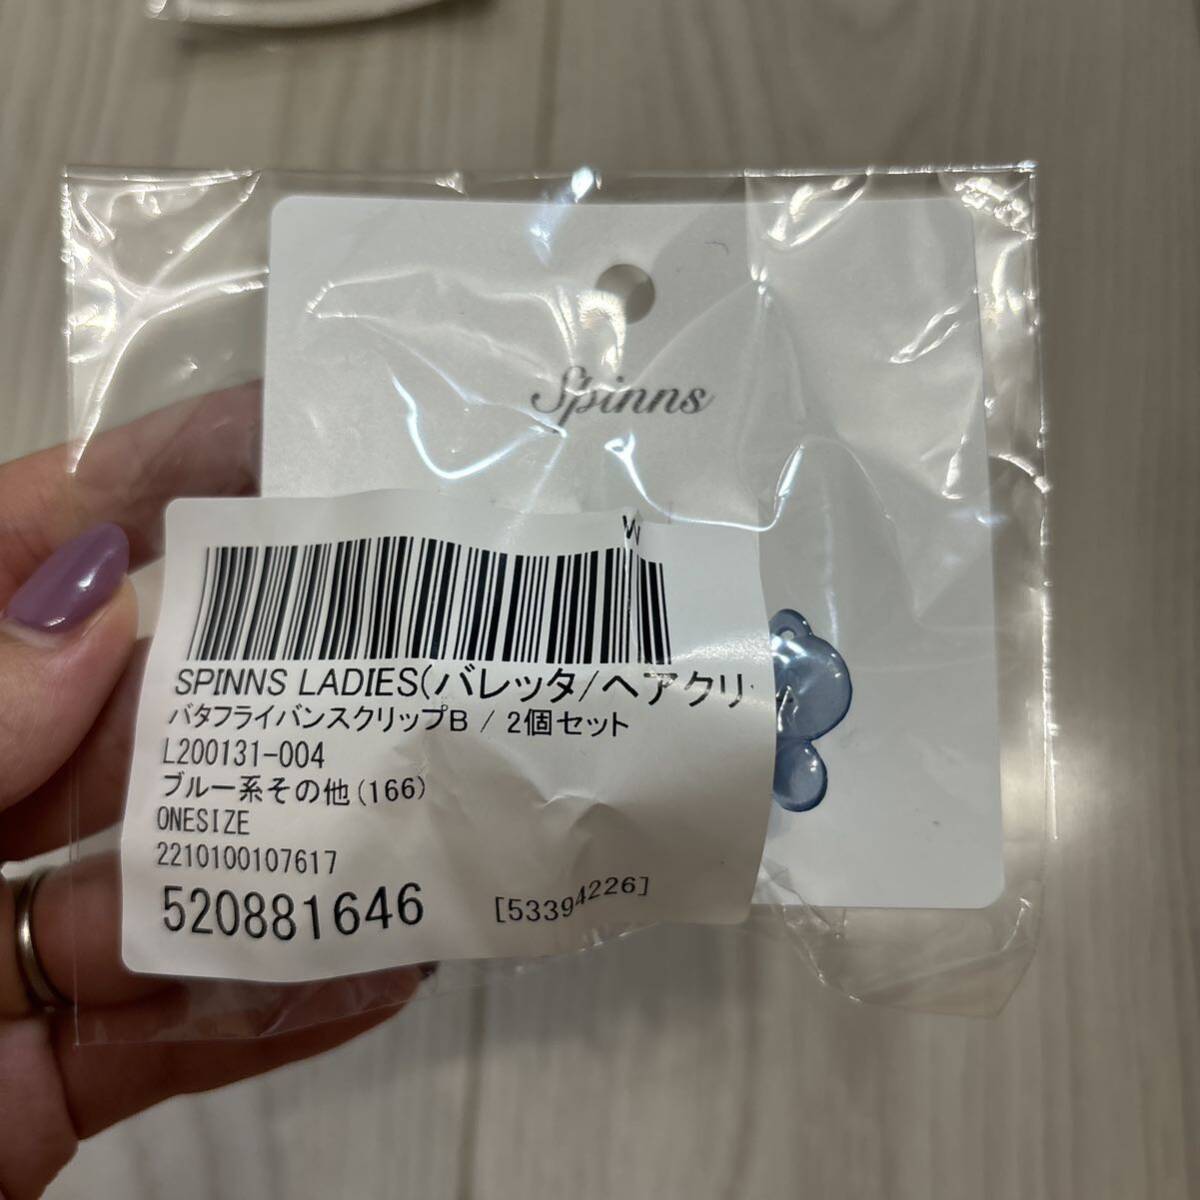 Spinns
W
SPINNS LADIES(バレッタ/ヘアクリ
バタフライバンスクリップB / 2個セット
L200131-004
ブルー系その他(166)
ONESIZE
2210100107617
520881646 [53394226]